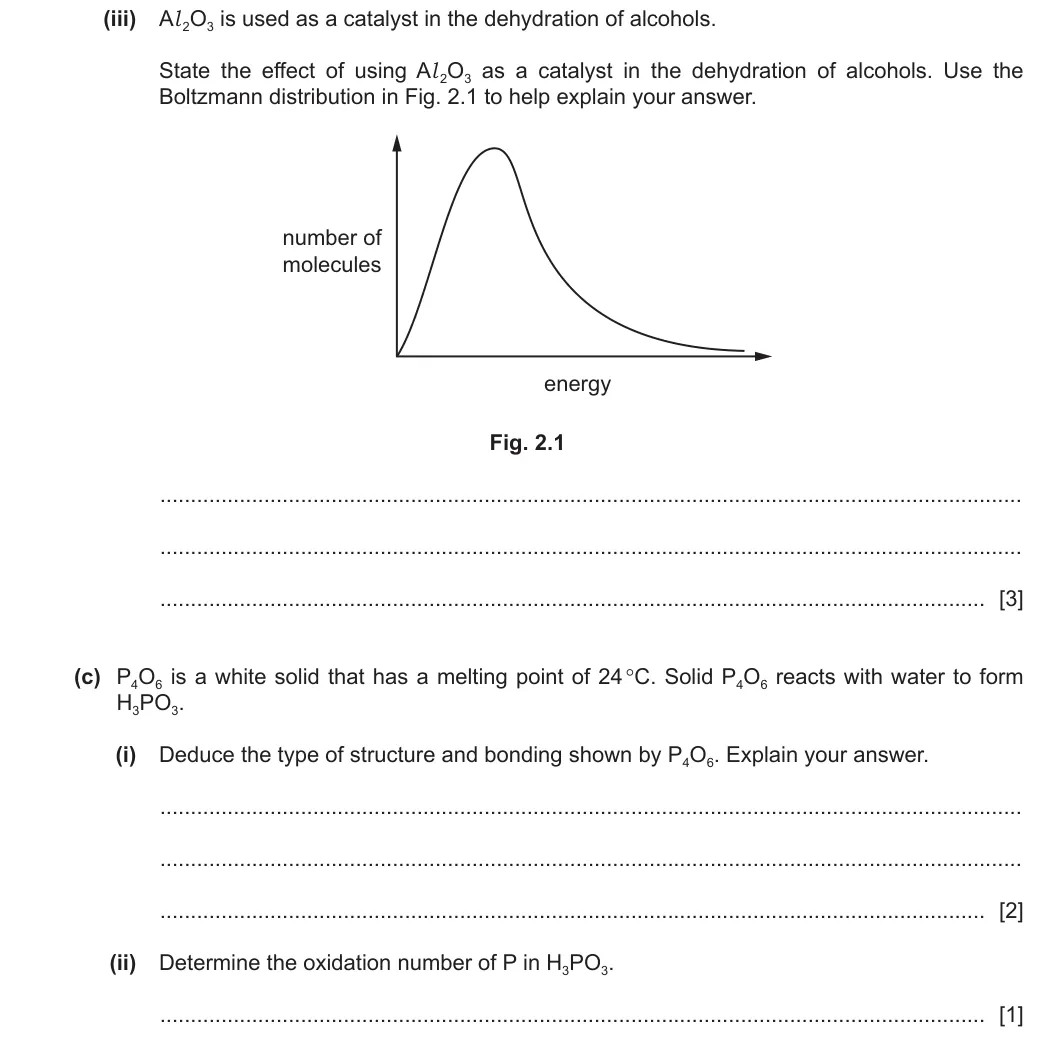 (iii) Al₂O₃ is used as a catalyst in the dehydration of alcohols.
State the effect of using Al₂O₃ as a catalyst in the dehydration of alcohols. Use the
Boltzmann distribution in Fig. 2.1 to help explain your answer.
number of
molecules
energy
Fig. 2.1
..........................................................................................
..........................................................................................
.......................................................................................... [3]
(c) P₄O₆ is a white solid that has a melting point of 24 °C. Solid P₄O₆ reacts with water to form
H₃PO₃.
(i) Deduce the type of structure and bonding shown by P₄O₆. Explain your answer.
..........................................................................................
..........................................................................................
.......................................................................................... [2]
(ii) Determine the oxidation number of P in H₃PO₃.
.......................................................................................... [1]